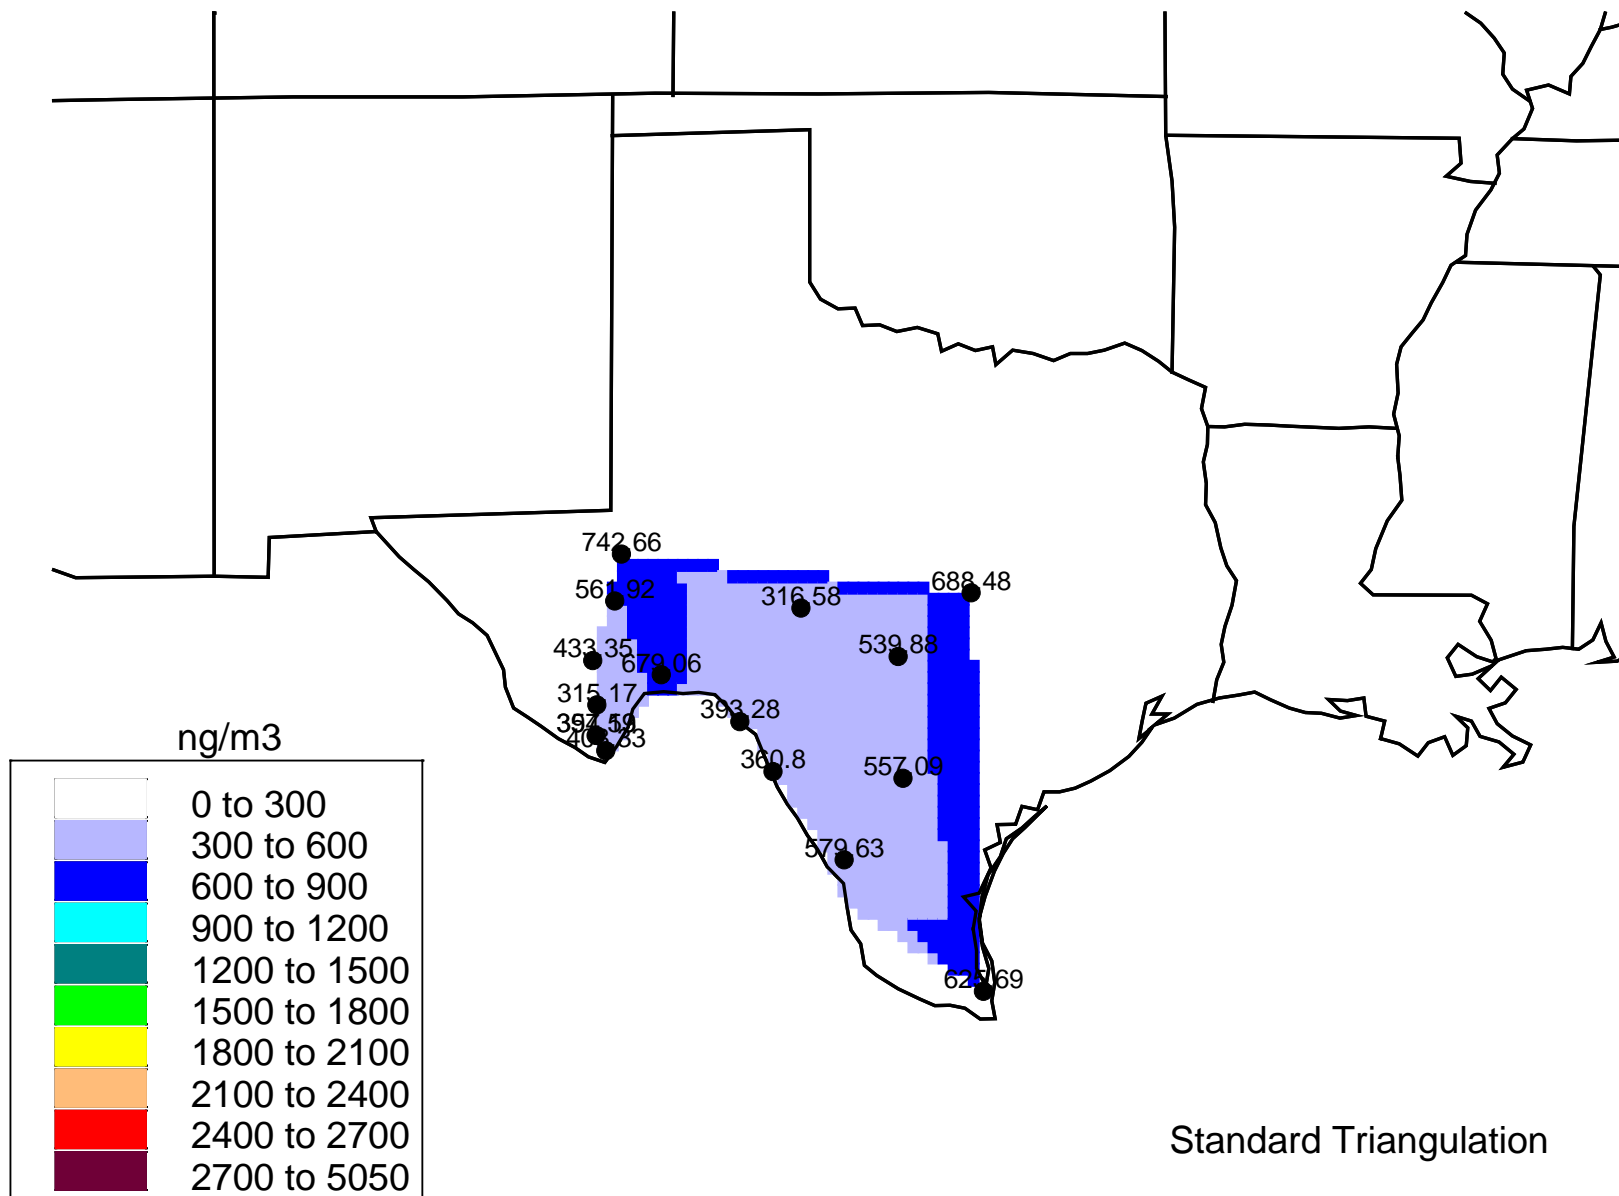 742.66
561.92
316.58
688.48
433.35
679.06
539.88
315.17
393.28
360.8
557.09
579.63
625.69
ng/m3
0 to 300
300 to 600
600 to 900
900 to 1200
1200 to 1500
1500 to 1800
1800 to 2100
2100 to 2400
2400 to 2700
2700 to 5050
Standard Triangulation